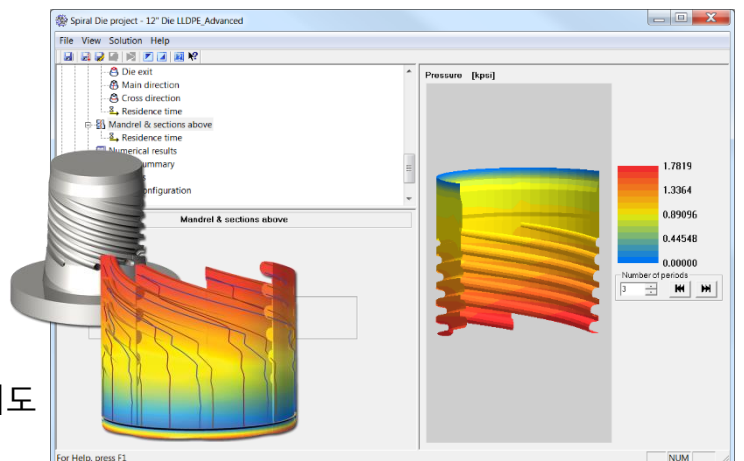 Spiral Die project - 12" Die LLDPE_Advanced
File View Solution Help
Die exit
Main direction
Cross direction
Residence time
Mandrel & sections above
Residence time
Numerical results
Mandrel & sections above
Pressure [kpsi]
1.7819
1.3364
0.89096
0.44548
0.00000
Number of periods
3
도
For Help, press F1
NUM